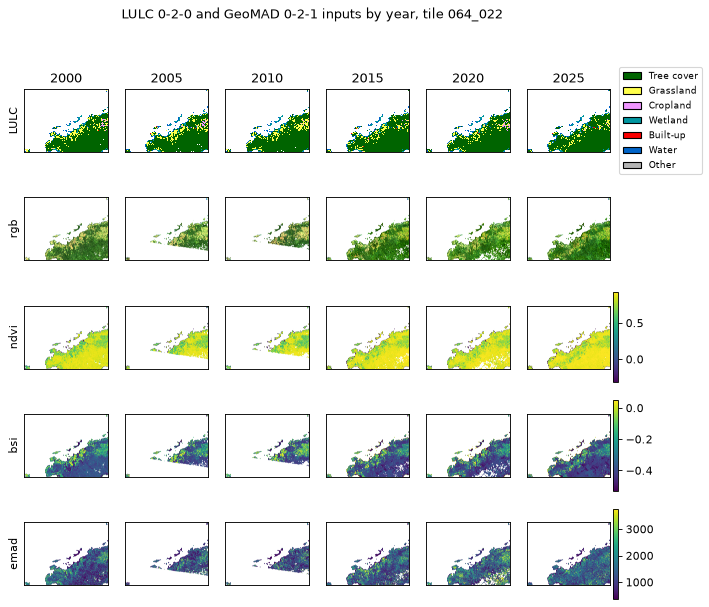 LULC 0-2-0 and GeoMAD 0-2-1 inputs by year, tile 064_022
2000 2005 2010 2015 2020 2025
LULC
Tree cover
Grassland
Cropland
Wetland
Built-up
Water
Other
rgb
ndvi
0.5
0.0
bsi
0.0
−0.2
−0.4
emad
3000
2000
1000